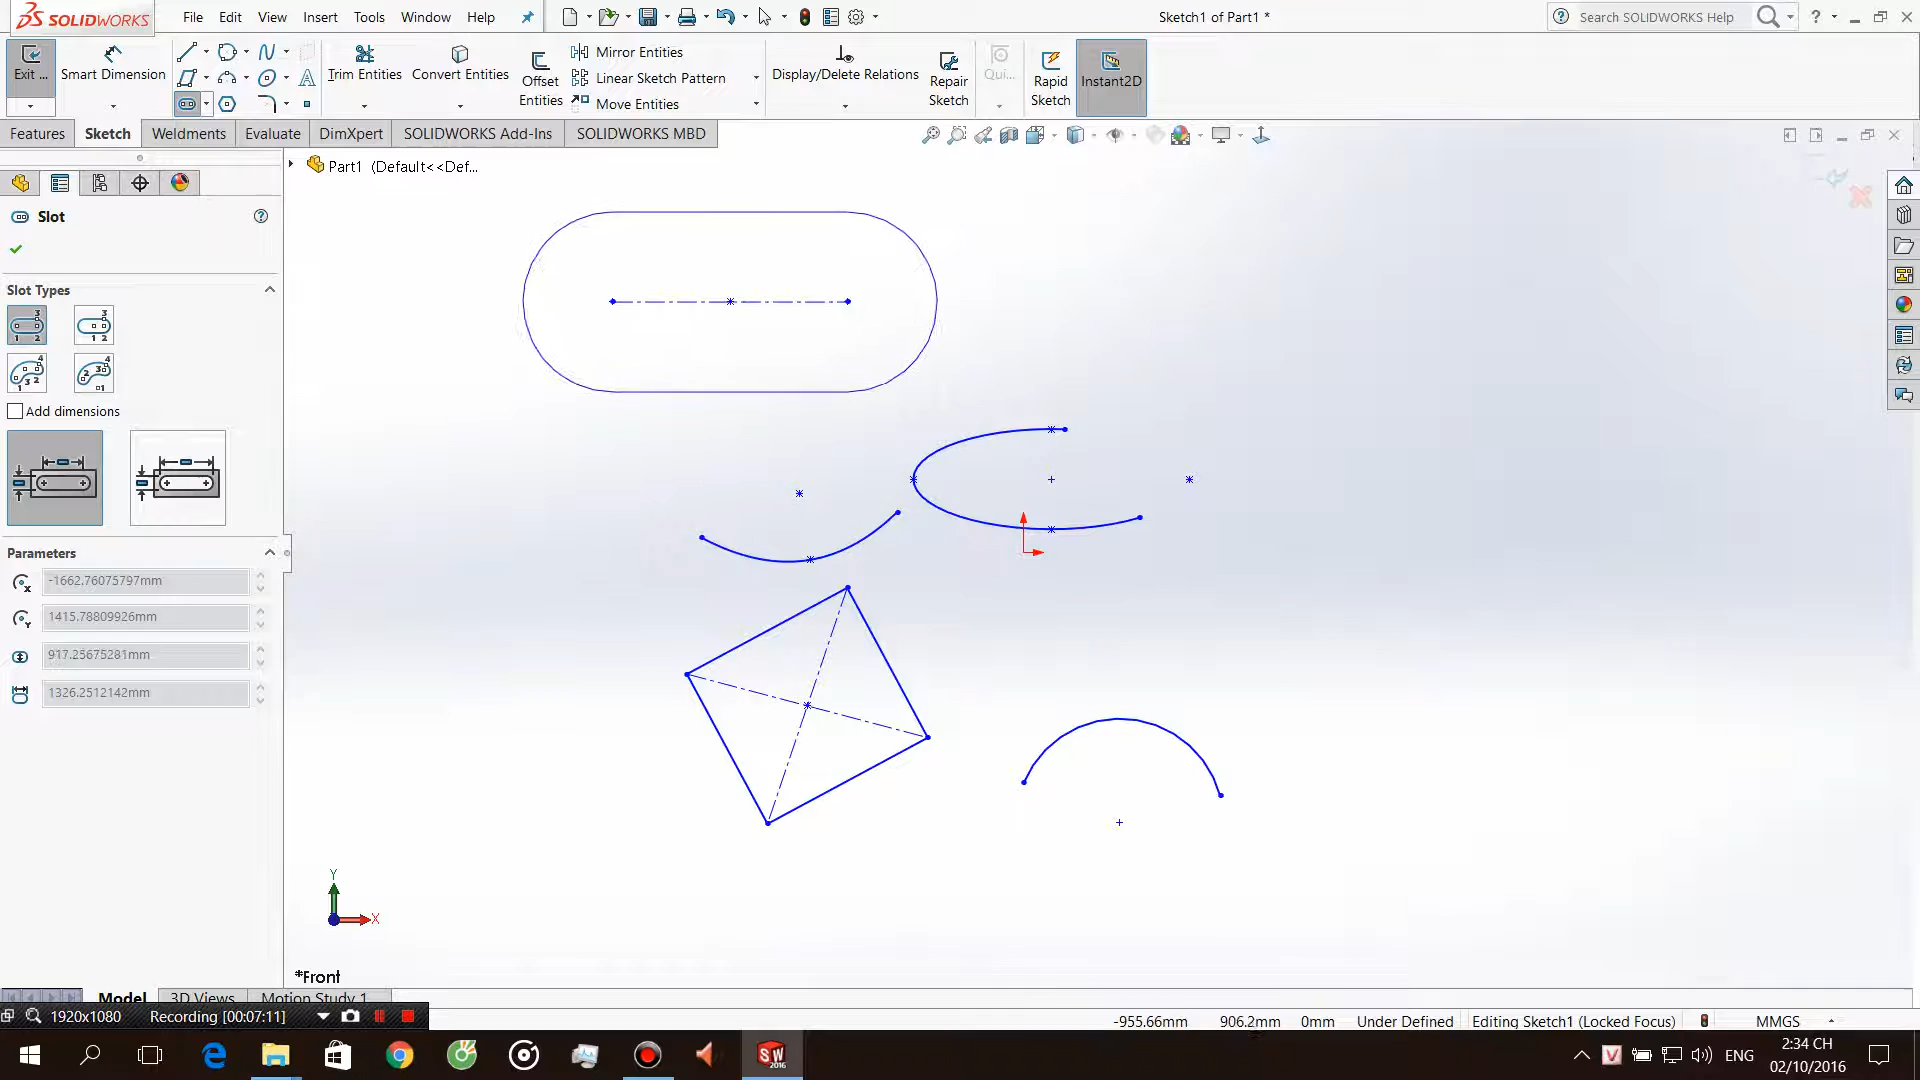 SOLIDWORKS
File Edit View Insert Tools Window Help
Sketch1 of Part1 *
Search SOLIDWORKS Help
Exit ...
Smart Dimension
Trim Entities
Convert Entities
Offset Entities
Mirror Entities
Linear Sketch Pattern
Move Entities
Display/Delete Relations
Repair Sketch
Qui...
Rapid Sketch
Instant2D
Features Sketch Weldments Evaluate DimXpert SOLIDWORKS Add-Ins SOLIDWORKS MBD
Part1 (Default<<Def...
Slot
Slot Types
Add dimensions
Parameters
-1662.76075797mm
1415.78809926mm
917.25675281mm
1326.2512142mm
Y
X
*Front
Model 3D Views Motion Study 1
1920x1080 Recording [00:07:11]
-955.66mm 906.2mm 0mm Under Defined Editing Sketch1 (Locked Focus) MMGS
SW
2016
ENG
2:34 CH
02/10/2016